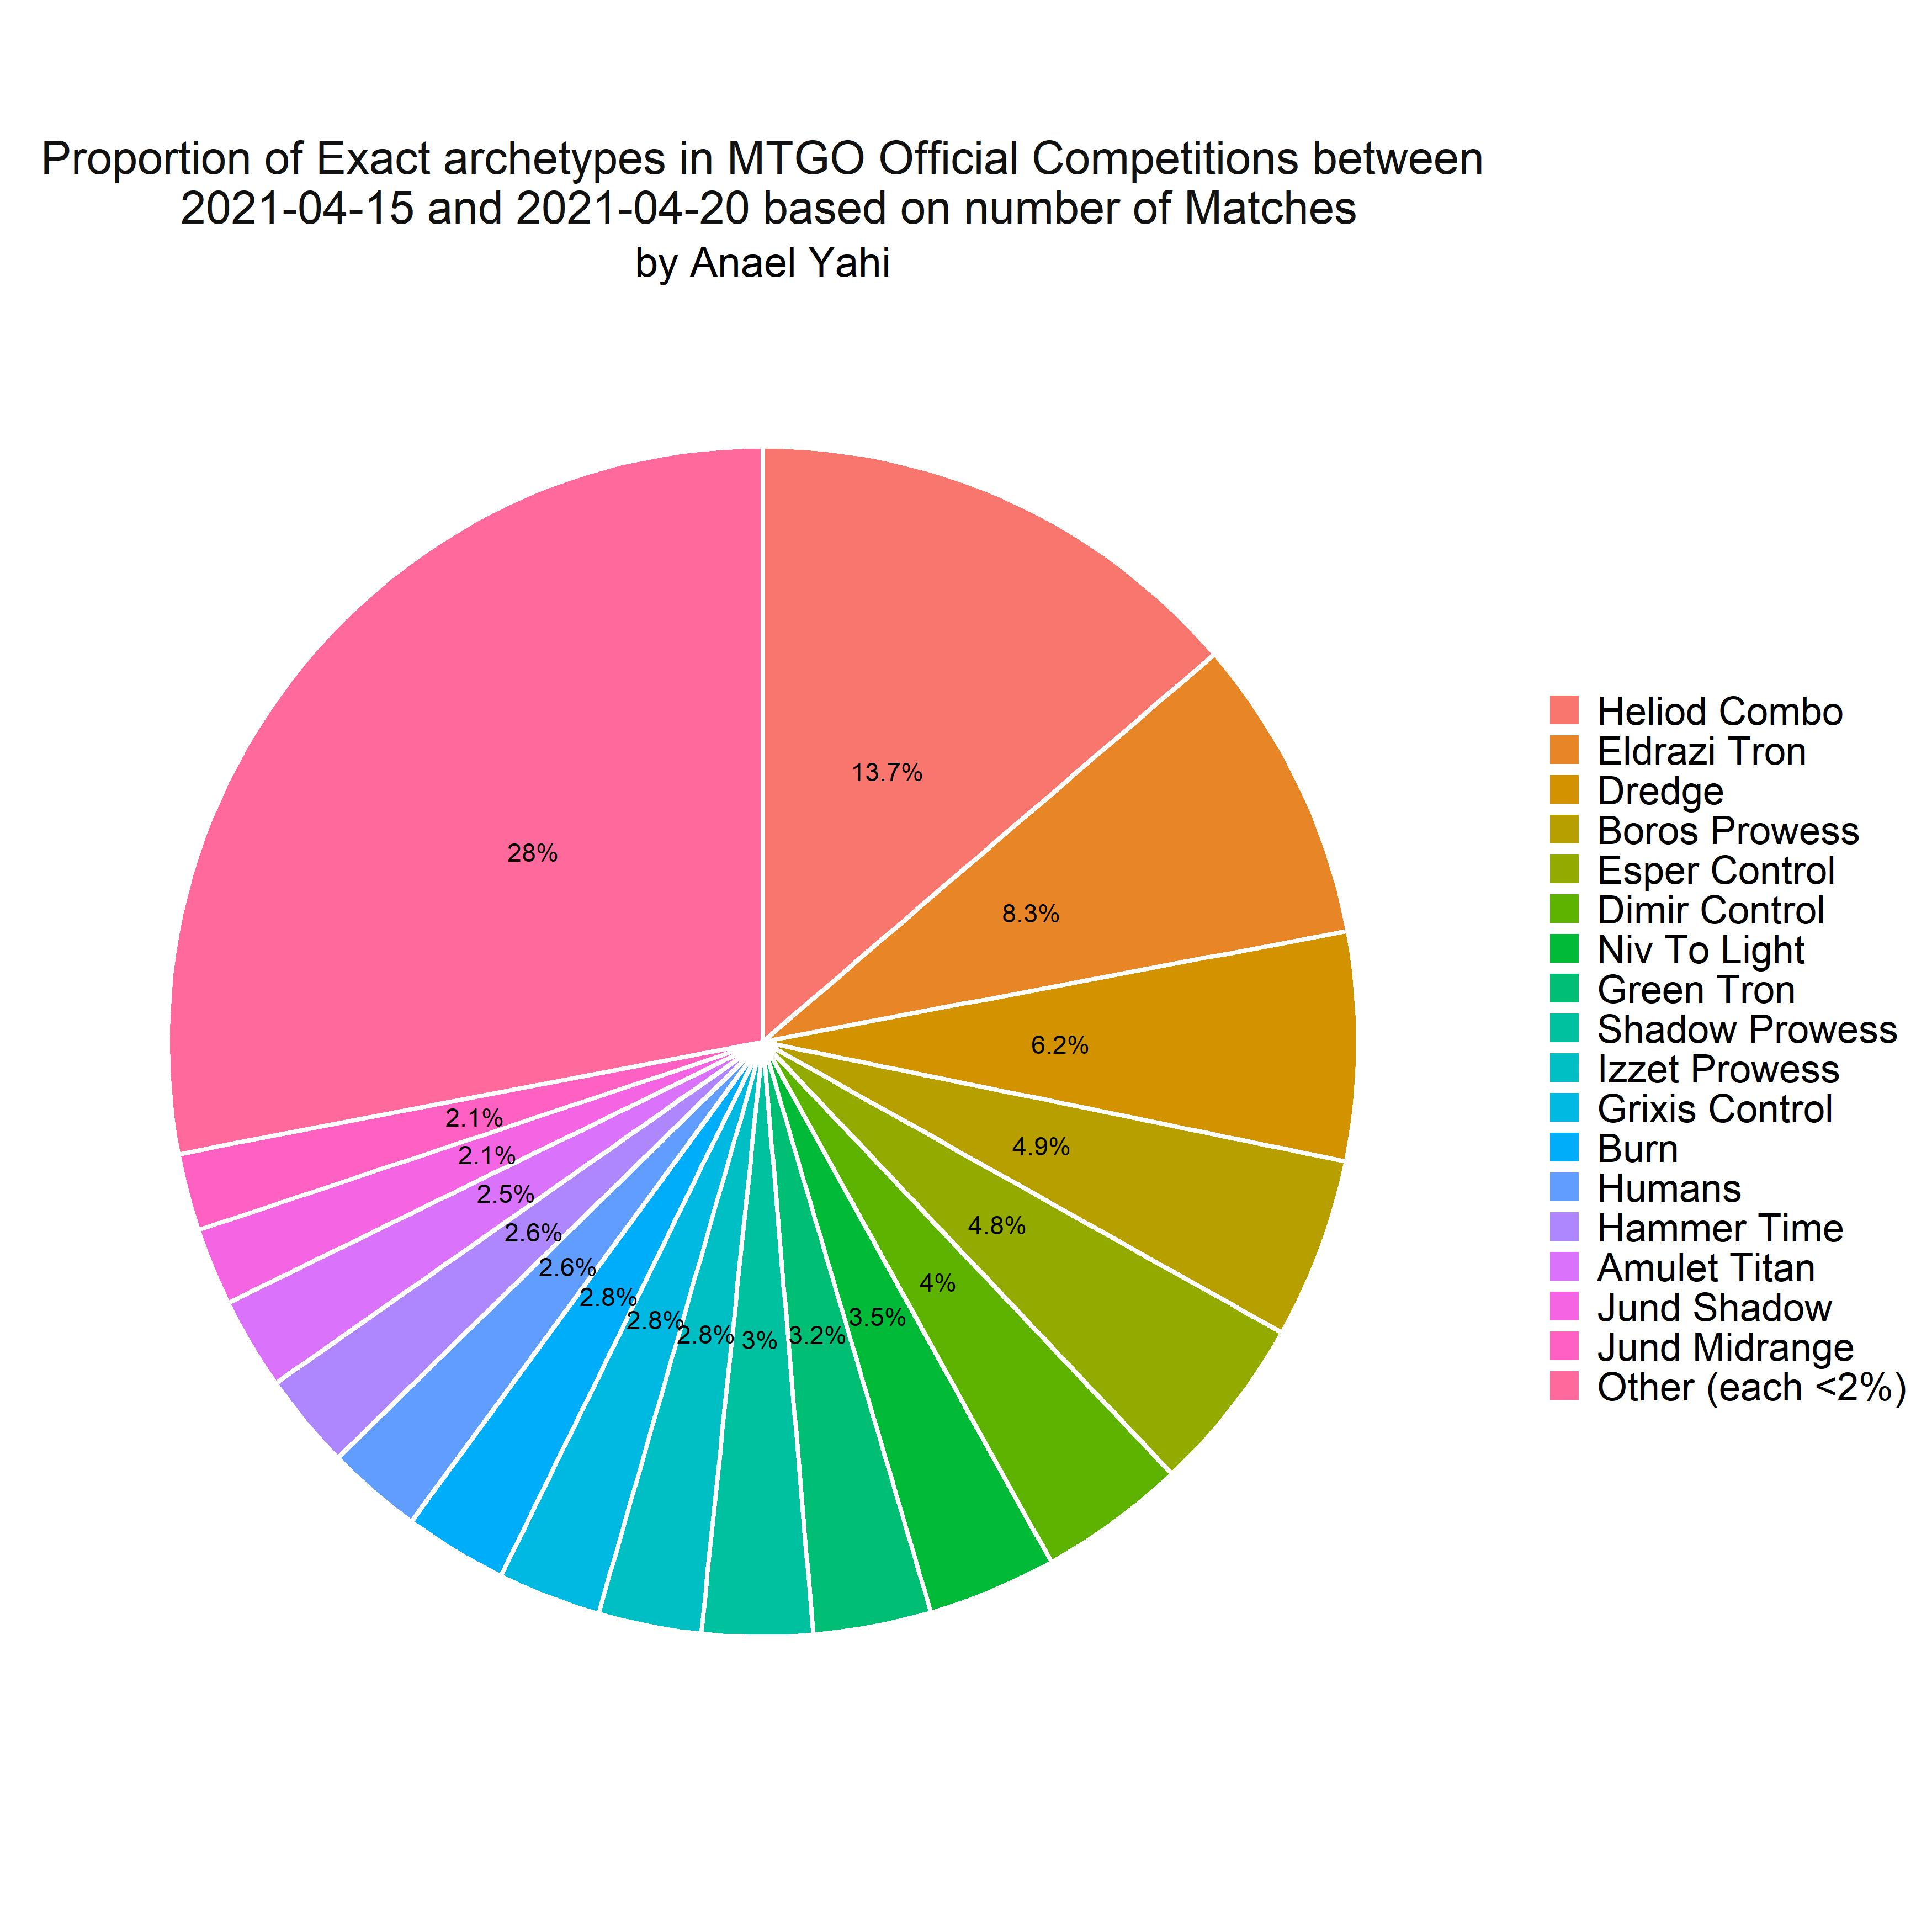 Proportion of Exact archetypes in MTGO Official Competitions between
2021-04-15 and 2021-04-20 based on number of Matches
by Anael Yahi
13.7%
8.3%
6.2%
4.9%
4.8%
4%
3.5%
3.2%
3%
2.8%
2.8%
2.8%
2.6%
2.6%
2.5%
2.1%
2.1%
28%
Heliod Combo
Eldrazi Tron
Dredge
Boros Prowess
Esper Control
Dimir Control
Niv To Light
Green Tron
Shadow Prowess
Izzet Prowess
Grixis Control
Burn
Humans
Hammer Time
Amulet Titan
Jund Shadow
Jund Midrange
Other (each <2%)